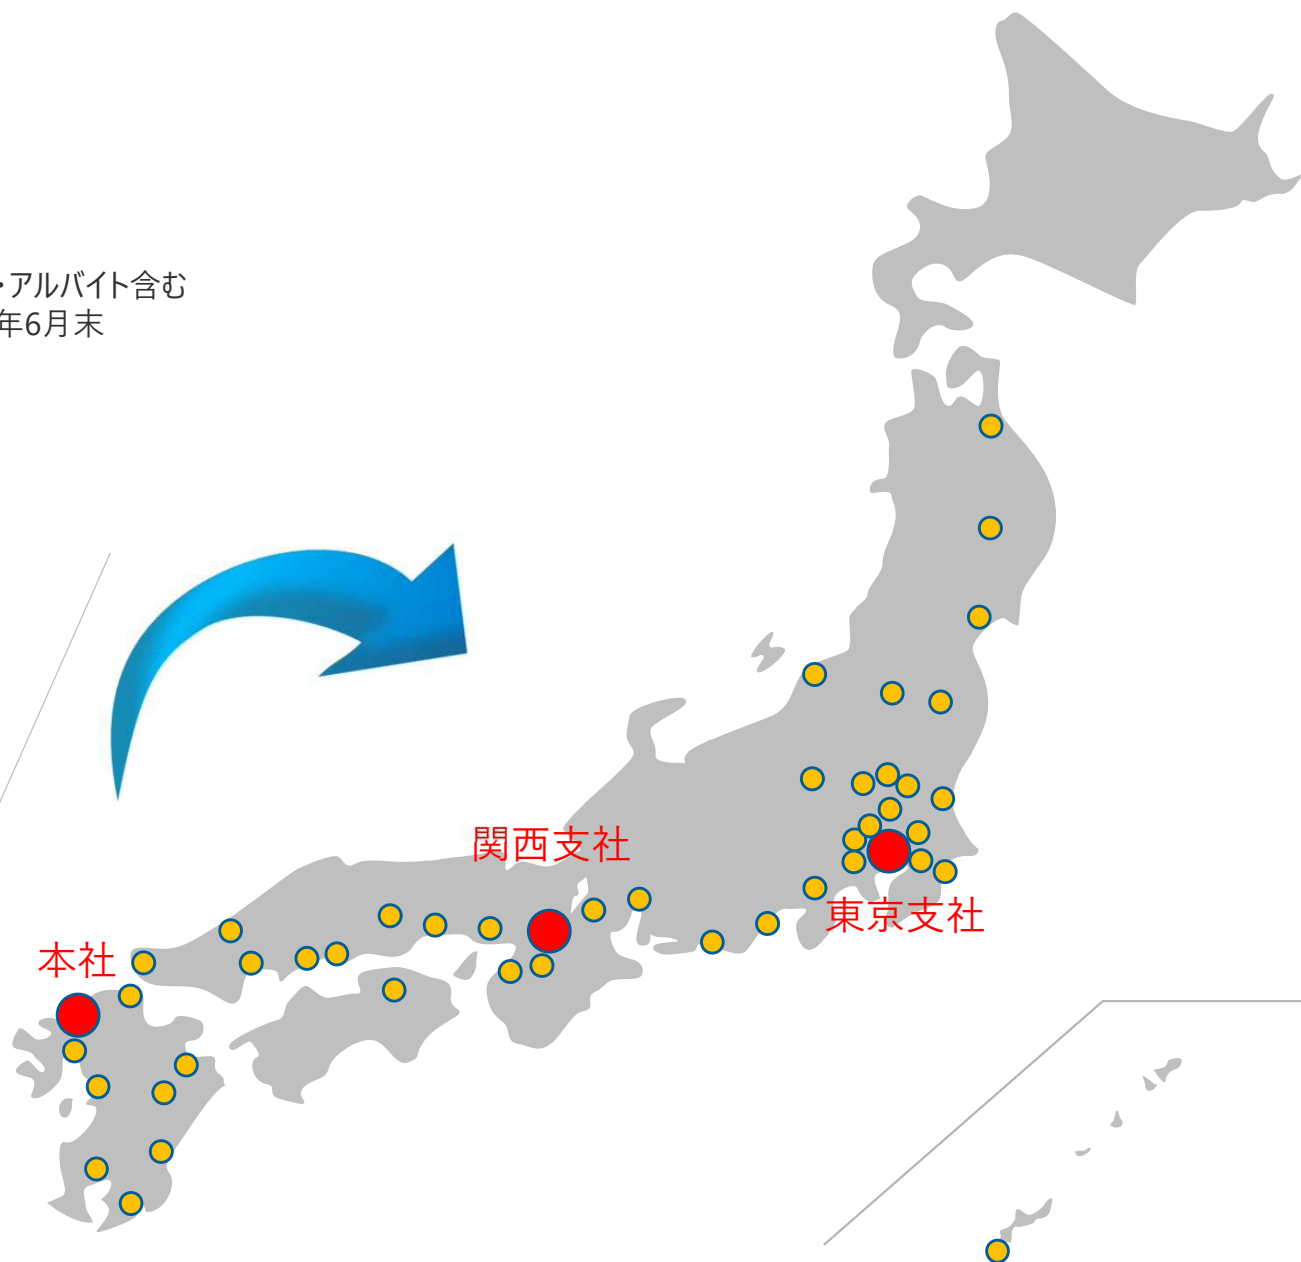 ・アルバイト含む
年6月末
関西支社
東京支社
本社